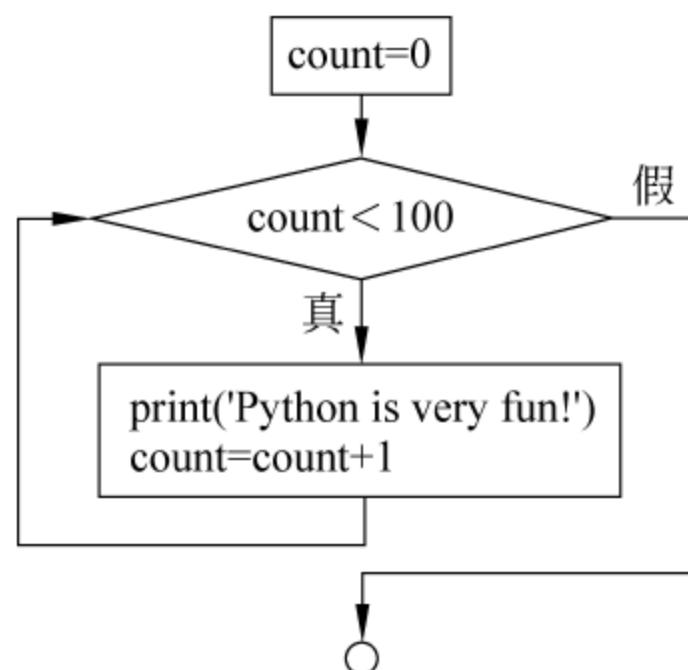 count=0
count<100
假
真
print('Python is very fun!')
count=count+1